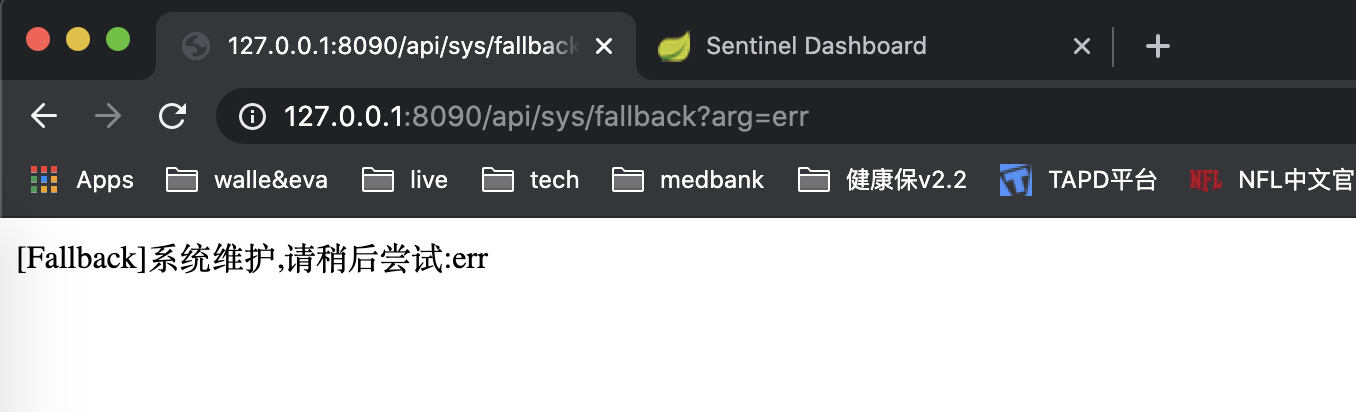 127.0.0.1:8090/api/sys/fallback
Sentinel Dashboard
127.0.0.1:8090/api/sys/fallback?arg=err
Apps walle&eva live tech medbank 健康保v2.2 TAPD平台 NFL NFL中文官
[Fallback]系统维护,请稍后尝试:err